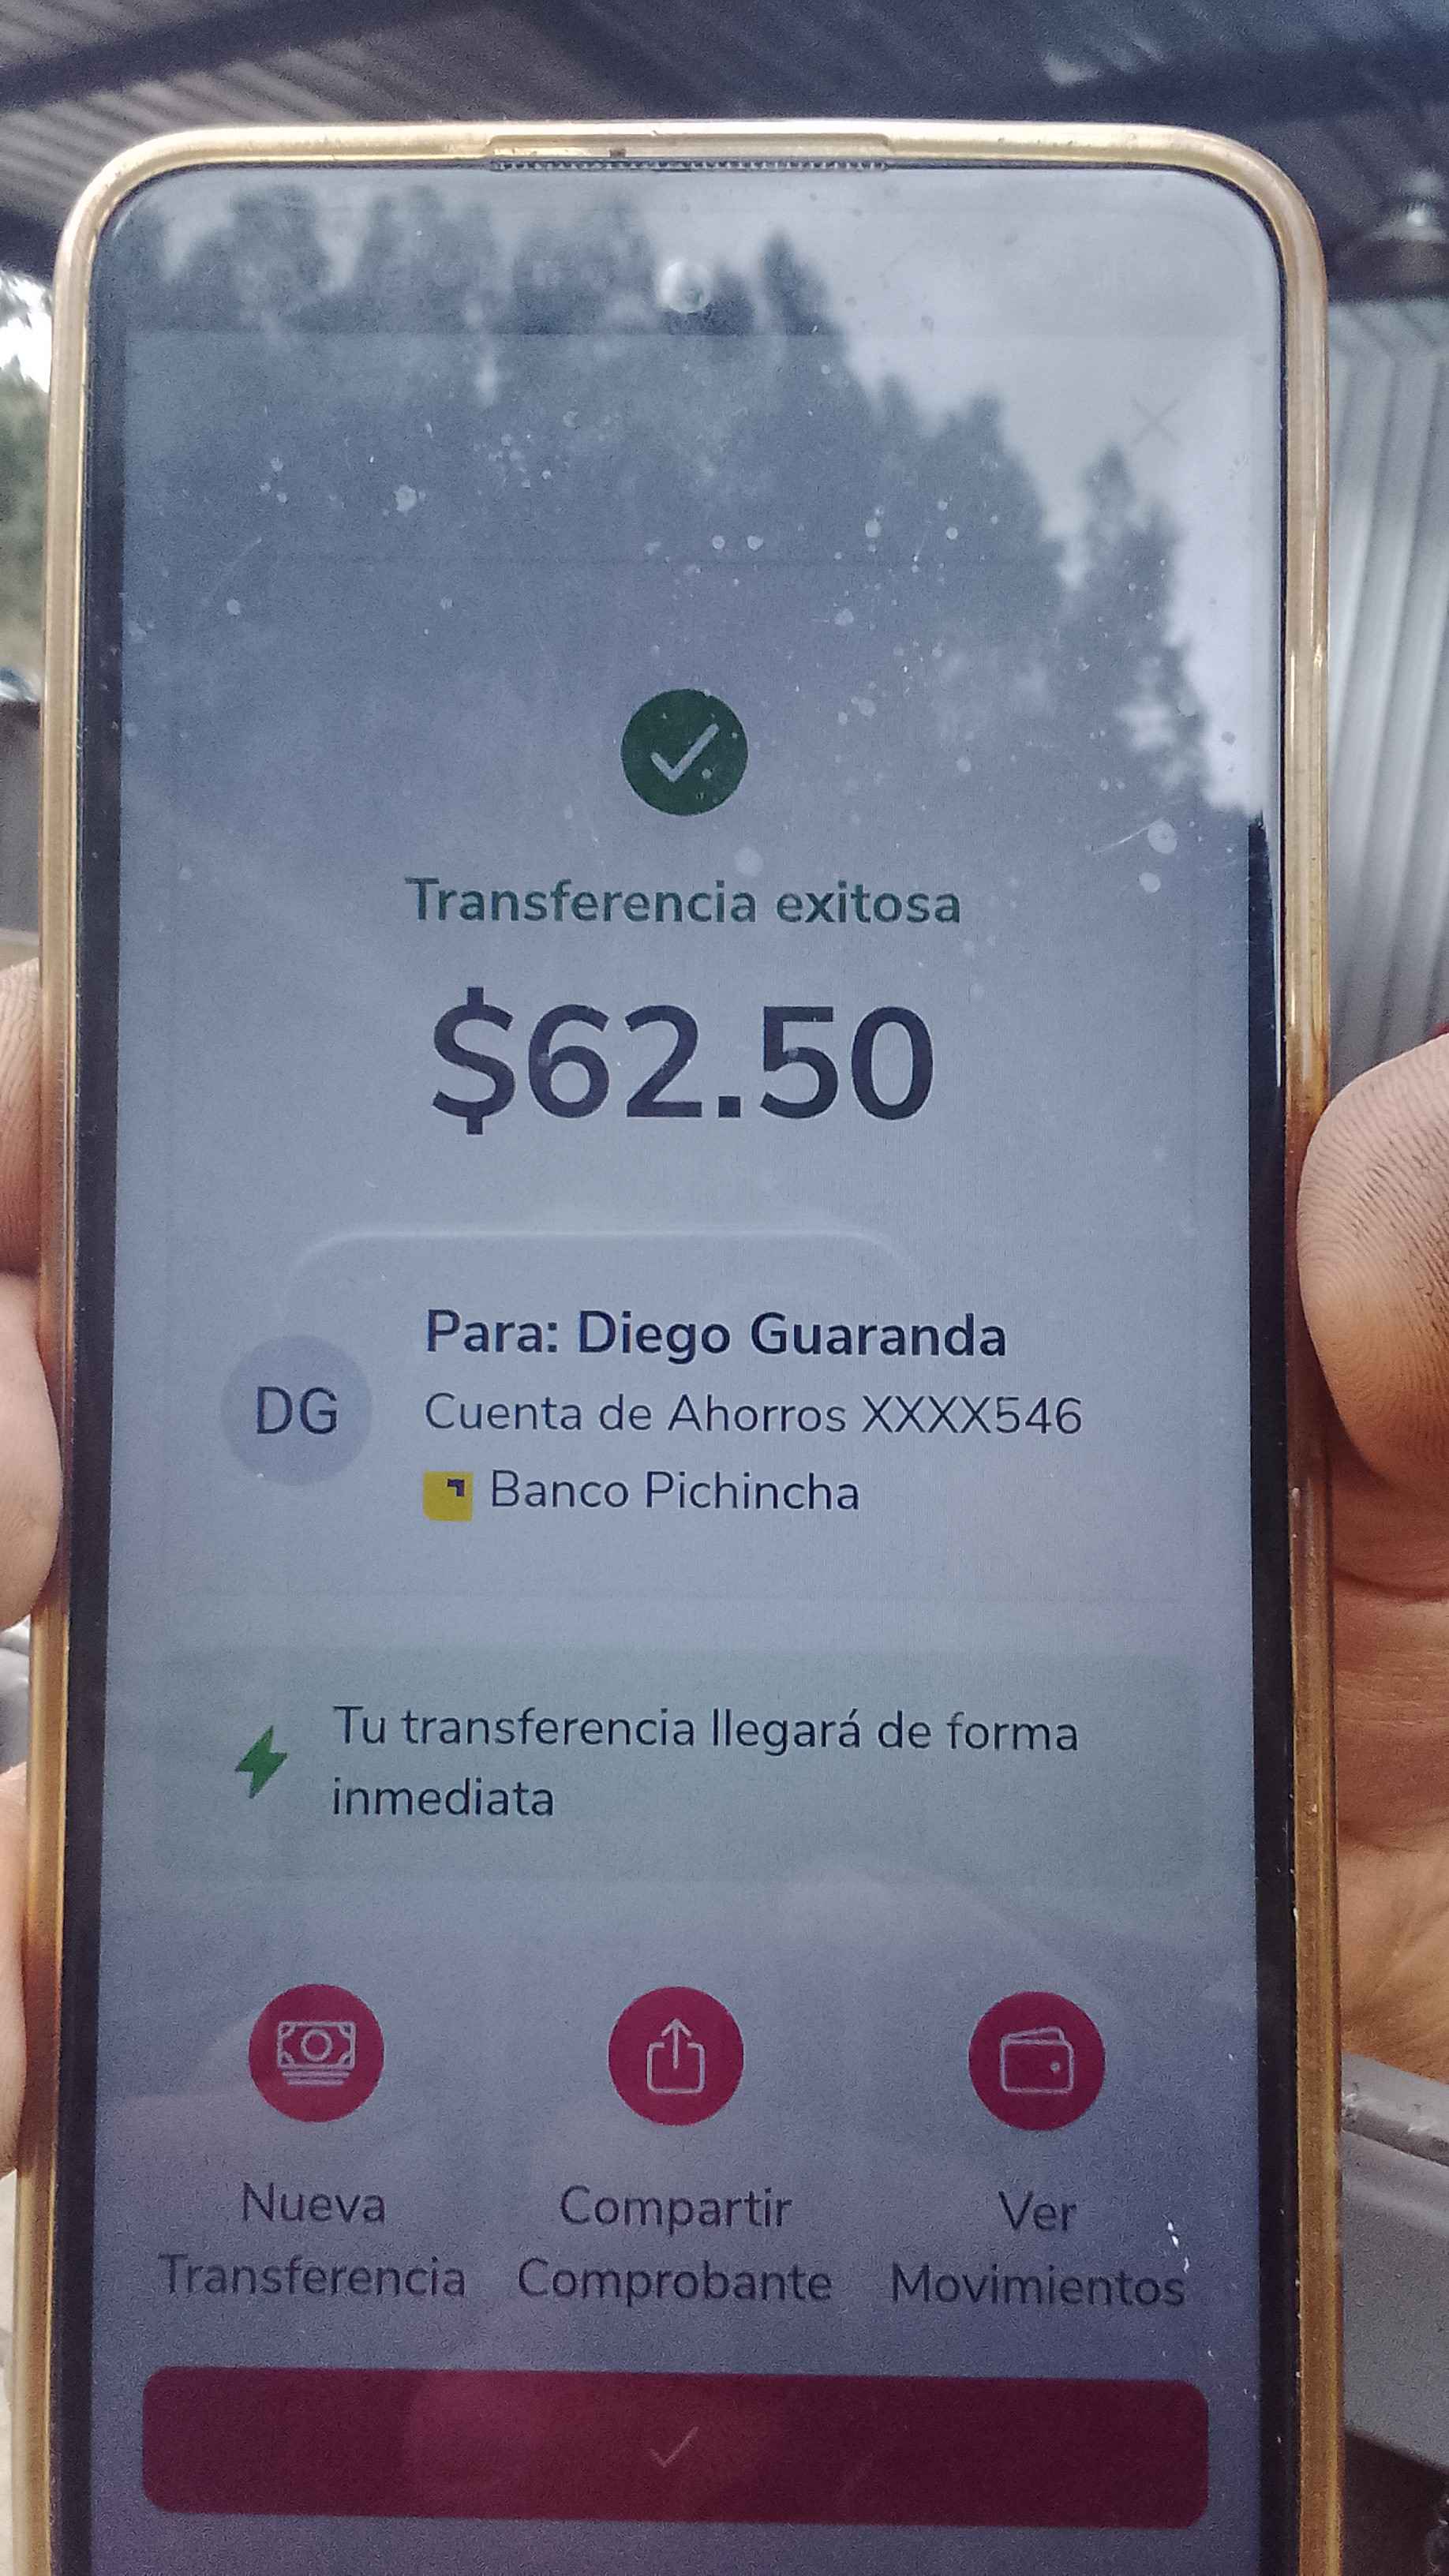 Transferencia exitosa
$62.50
Para: Diego Guaranda
DG
Cuenta de Ahorros XXXX546
Banco Pichincha
Tu transferencia llegará de forma
inmediata
Nueva
Transferencia
Compartir
Comprobante
Ver
Movimientos